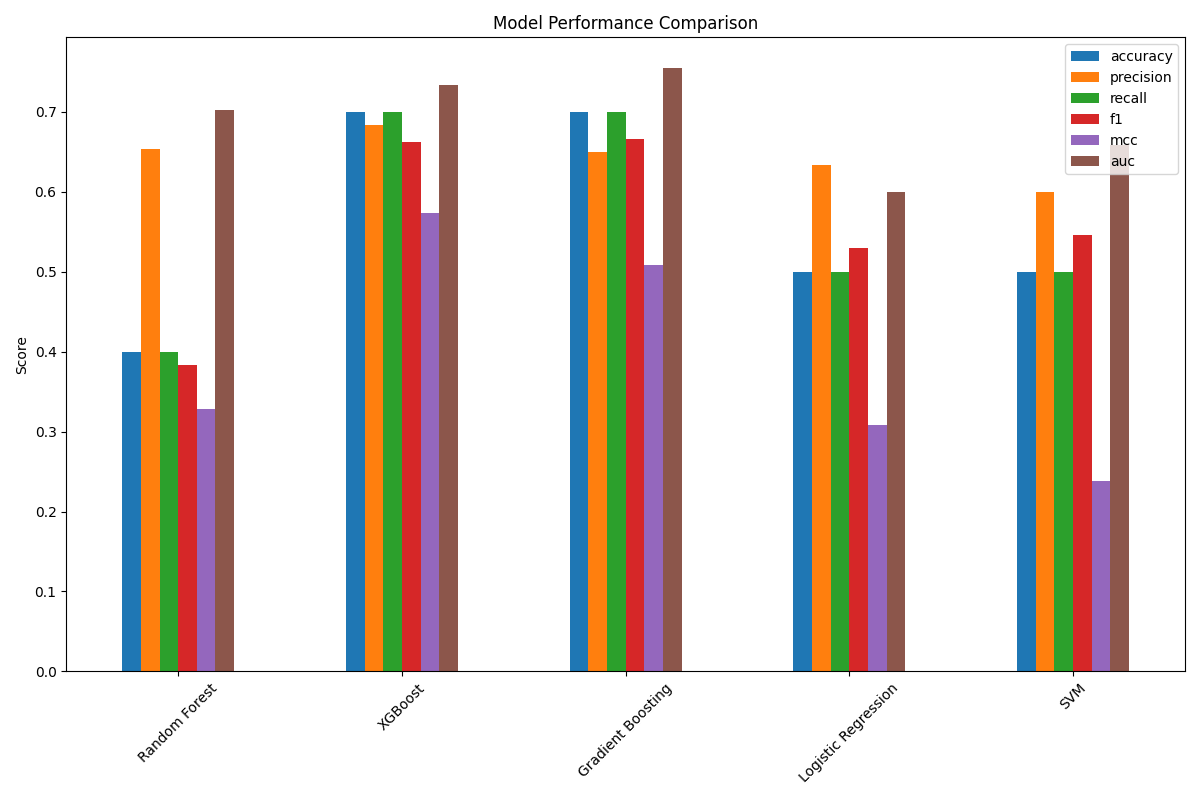 Model Performance Comparison
accuracy
precision
recall
f1
mcc
auc
Score
0.7
0.6
0.5
0.4
0.3
0.2
0.1
0.0
Random Forest
XGBoost
Gradient Boosting
Logistic Regression
SVM